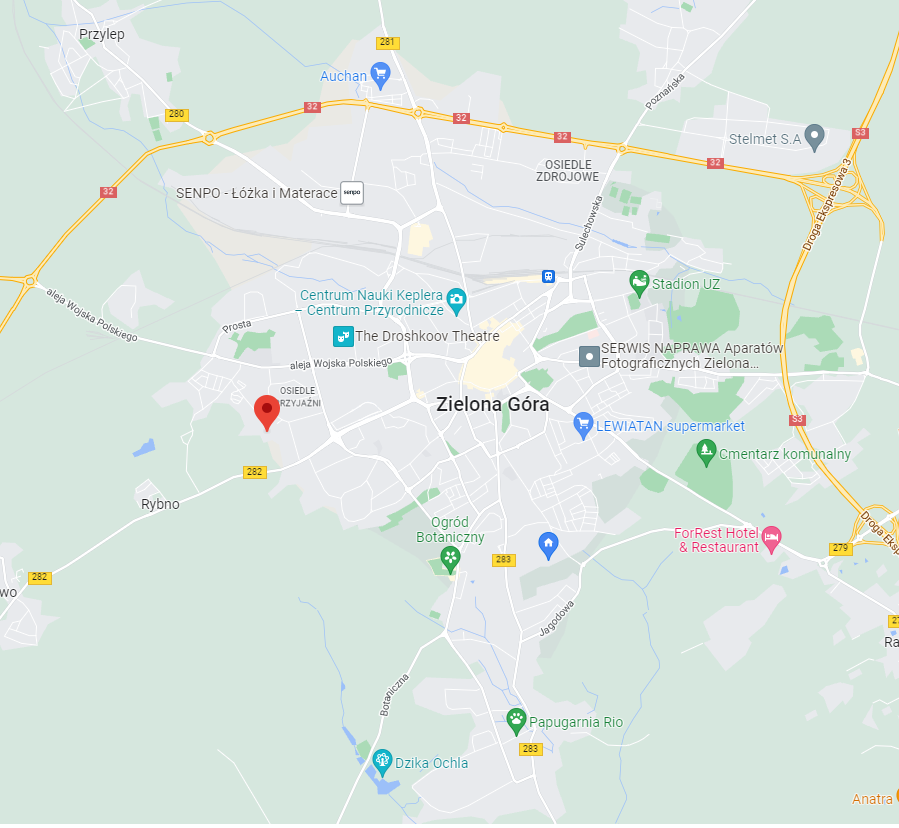 Przylep
281
Auchan
280
32
32
Poznańska
32
S3
Stelmet S.A
32
OSIEDLE
ZDROJOWE
32
SENPO - Łóżka i Materace
senpo
Droga Ekspresowa 3
Sulechowska
aleja Wojska Polskiego
Centrum Nauki Keplera
– Centrum Przyrodnicze
Stadion UZ
Prosta
The Droshkoov Theatre
SERWIS NAPRAWA Aparatów
Fotograficznych Zielona...
aleja Wojska Polskiego
OSIEDLE
PRZYJAŹNI
Zielona Góra
S3
LEWIATAN supermarket
Cmentarz komunalny
282
Rybno
Ogród
Botaniczny
ForRest Hotel
& Restaurant
Droga Eksp
279
283
282
wo
Jagodowa
27
Ra
Botaniczna
Papugarnia Rio
283
Dzika Ochla
Anatra